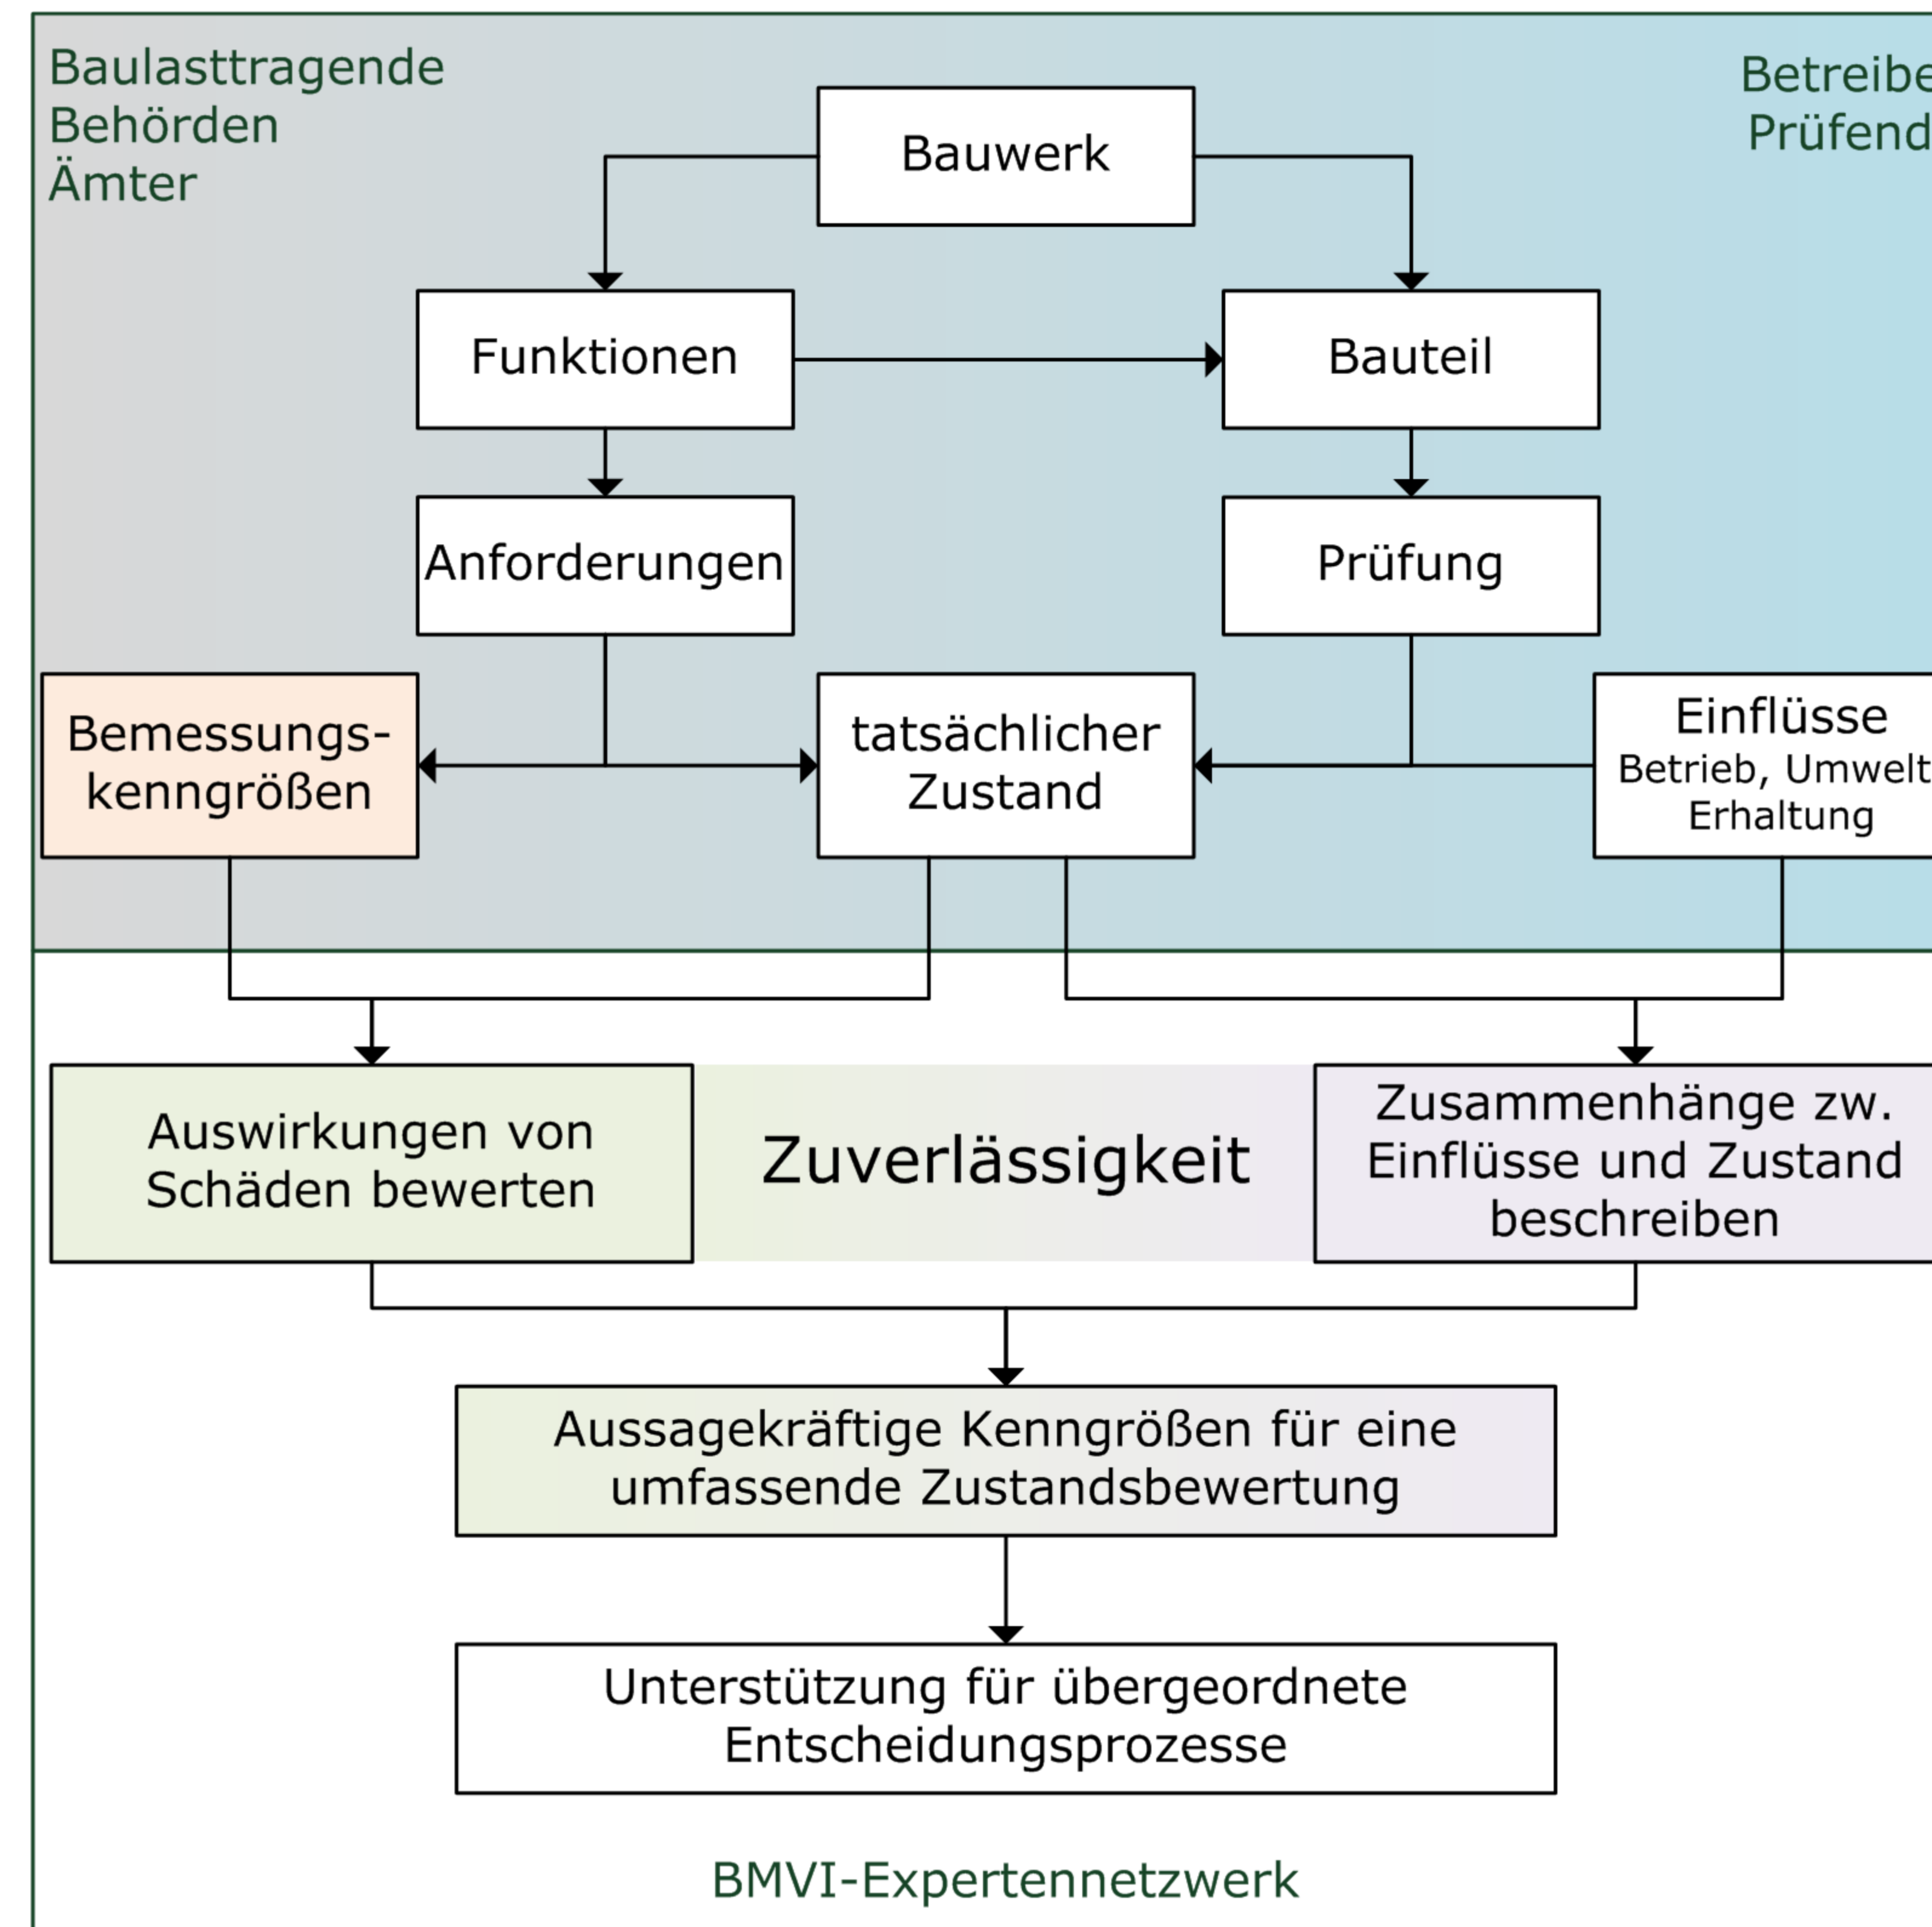 Baulasttragende
Behörden
Ämter
Betreibe
Prüfend
Bauwerk
Funktionen
Bauteil
Anforderungen
Prüfung
Bemessungs-
kenngrößen
tatsächlicher
Zustand
Einflüsse
Betrieb, Umwelt
Erhaltung
Auswirkungen von
Schäden bewerten
Zuverlässigkeit
Zusammenhänge zw.
Einflüsse und Zustand
beschreiben
Aussagekräftige Kenngrößen für eine
umfassende Zustandsbewertung
Unterstützung für übergeordnete
Entscheidungsprozesse
BMVI-Expertennetzwerk